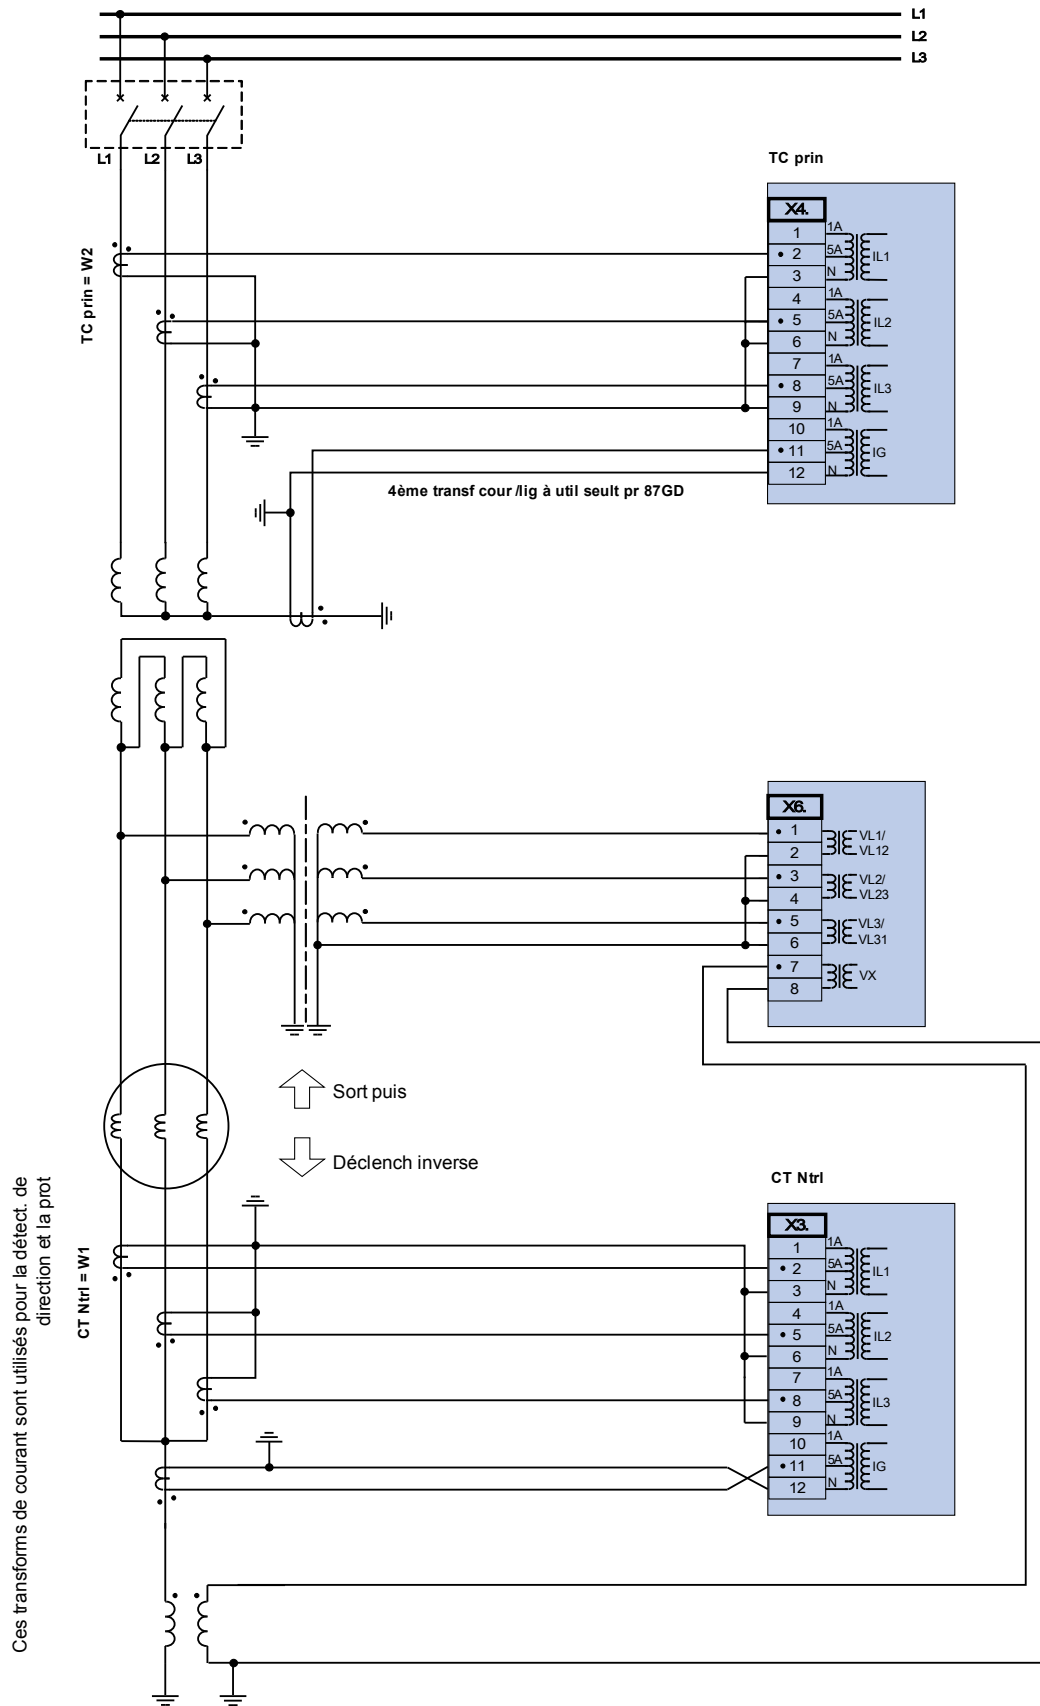 L1
L2
L3
L1 L2 L3
TC prin
TC prin = W2
X4.
1 1A
• 2 5A IL1
3 N
4 1A
• 5 5A IL2
6 N
7 1A
• 8 5A IL3
9 N
10 1A
• 11 5A IG
12 N
4ème transf cour /lig à util seult pr 87GD
X6.
• 1 VL1/
2 VL12
• 3 VL2/
4 VL23
• 5 VL3/
6 VL31
• 7 VX
8
Sort puis
Déclench inverse
CT Ntrl
Ces transforms de courant sont utilisés pour la détect. de
direction et la prot
CT Ntrl = W1
X3.
1 1A
• 2 5A IL1
3 N
4 1A
• 5 5A IL2
6 N
7 1A
• 8 5A IL3
9 N
10 1A
• 11 5A IG
12 N